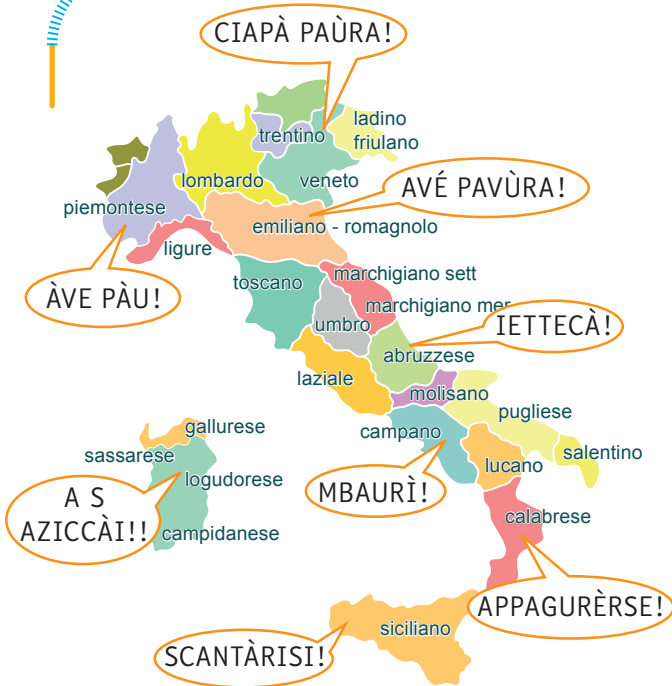 CIAPÀ PAÙRA!
ladino
friulano
trentino
lombardo
veneto
AVÉ PAVÙRA!
piemontese
emiliano - romagnolo
ligure
ÀVE PÀU!
toscano
marchigiano sett
marchigiano mer
IETTECÀ!
umbro
abruzzese
laziale
molisano
pugliese
gallurese
campano
salentino
sassarese
lucano
logudorese
MBAURÌ!
A S
AZICCÀI!!
calabrese
campidanese
APPAGURÈRSE!
siciliano
SCANTÀRISI!